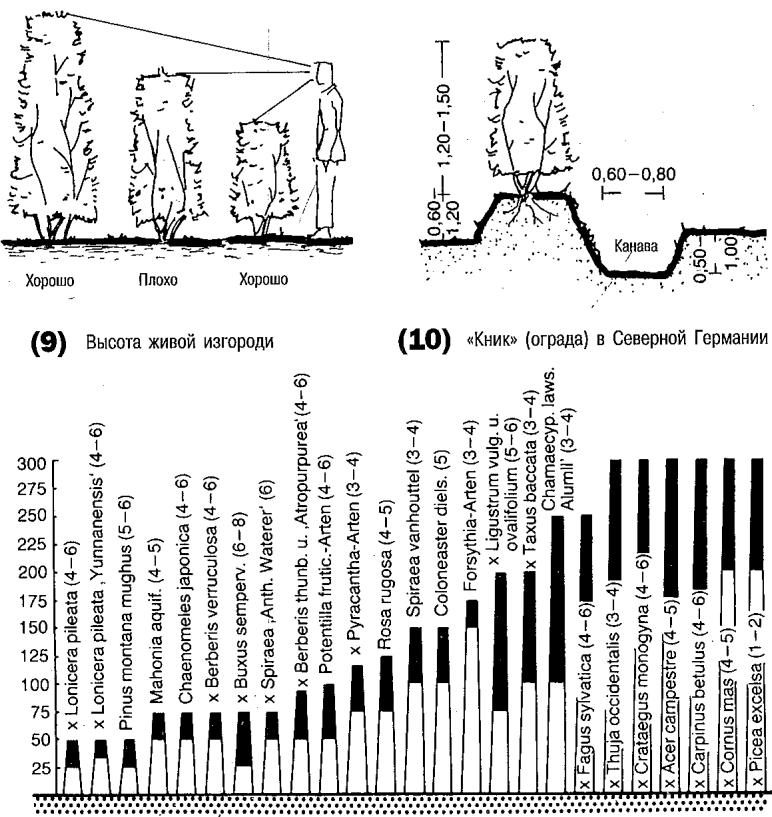 Хорошо
Плохо
Хорошо
(9) Высота живой изгороди
1,20–1,50
0,60
1,20
0,60–0,80
Канава
0,50
1,00
(10) «Кник» (ограда) в Северной Германии
300
275
250
225
200
175
150
125
100
75
50
25
x Lonicera pileata (4–6)
x Lonicera pileata ‚Yunnanensis' (4–6)
Pinus montana mughus (5–6)
Mahonia aquif. (4–5)
Chaenomeles japonica (4–6)
x Berberis verruculosa (4–6)
x Buxus semperv. (6–8)
x Spiraea ‚Anth. Waterer' (6)
x Berberis thunb. u. ‚Atropurpurea' (4–6)
Potentilla frutic.-Arten (4–6)
x Pyracantha-Arten (3–4)
Rosa rugosa (4–5)
Spiraea vanhouttel (3–4)
Coloneaster diels. (5)
Forsythia-Arten (3–4)
x Ligustrum vulg. u.
ovalifolium (5–6)
x Taxus baccata (3–4)
Chamaecyp. laws.
Alumll' (3–4)
x Fagus sylvatica (4–6)
x Thuja occidentalis (3–4)
x Crataegus monogyna (4–6)
x Acer campestre (4–5)
x Carpinus betulus (4–6)
x Cornus mas (4–5)
x Picea excelsa (1–2)